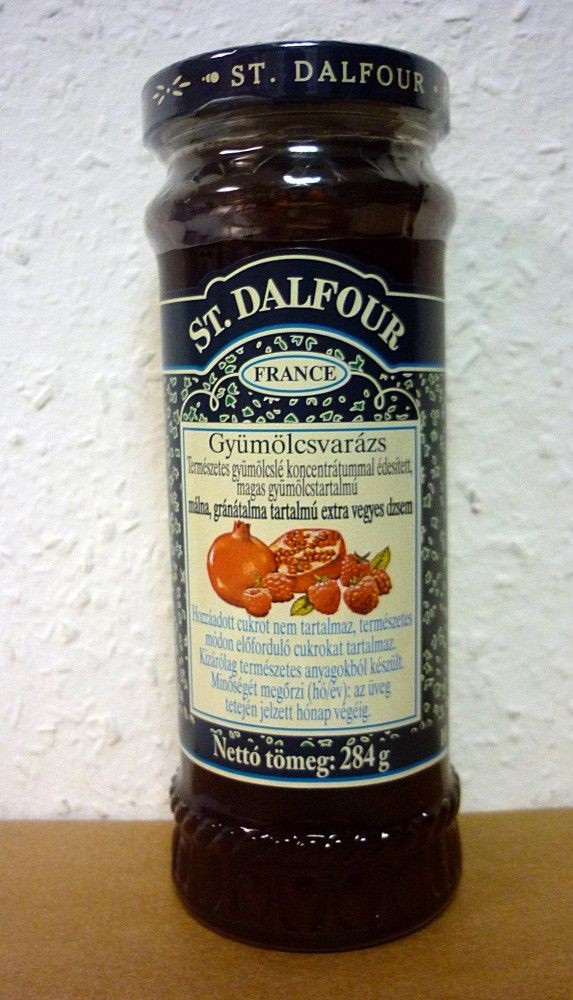 ST. DALFOUR
ST. DALFOUR
FRANCE
Gyümölcsvarázs
Természetes gyümölcslé koncentrátummal édesített,
magas gyümölcstartalmú
málna, gránátalma tartalmú extra vegyes dzsem
Hozzáadott cukrot nem tartalmaz, természetes
módon előforduló cukrokat tartalmaz.
Kizárólag természetes anyagokból készült.
Minőségét megőrzi (hó/év): az üveg
tetején jelzett hónap végéig.
Nettó tömeg: 284 g